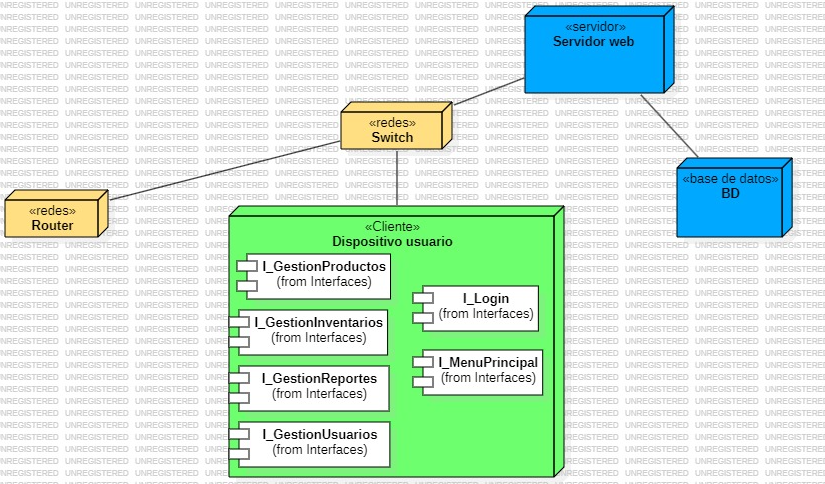 «servidor»
Servidor web
«redes»
Switch
«base de datos»
BD
«redes»
Router
«Cliente»
Dispositivo usuario
I_GestionProductos
(from Interfaces)
I_Login
(from Interfaces)
I_GestionInventarios
(from Interfaces)
I_MenuPrincipal
(from Interfaces)
I_GestionReportes
(from Interfaces)
I_GestionUsuarios
(from Interfaces)
UNREGISTERED